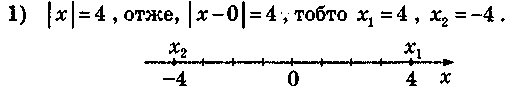 1) |x|=4 , отже, |x−0|=4 , тобто x₁=4 , x₂=−4 .
x₂ x₁
−4 0 4 x